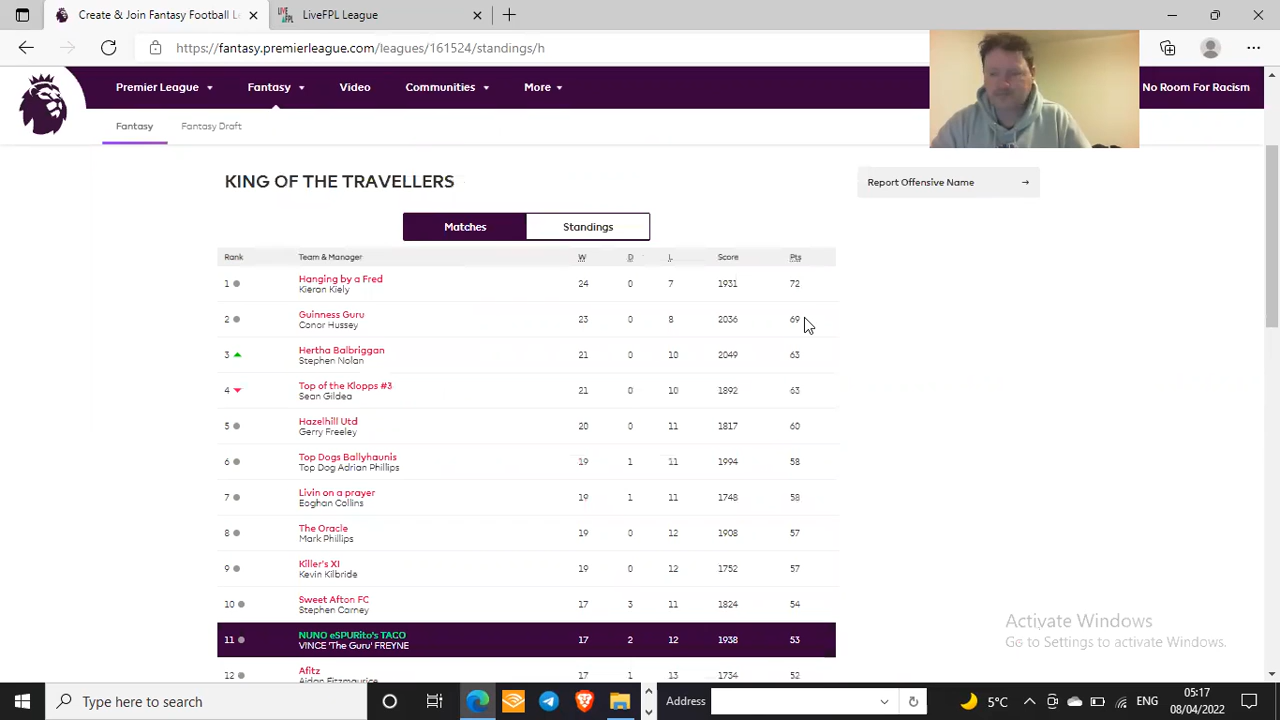 Create & Join Fantasy Football Le
LiveFPL League
https://fantasy.premierleague.com/leagues/161524/standings/h
Premier League
Fantasy
Video
Communities
More
No Room For Racism
Fantasy
Fantasy Draft
KING OF THE TRAVELLERS
Report Offensive Name
Matches
Standings
Rank Team & Manager W D L Score Pts
1 Hanging by a Fred 24 0 7 1931 72
Kieran Kiely
2 Guinness Guru 23 0 8 2036 69
Conor Hussey
3 Hertha Balbriggan 21 0 10 2049 63
Stephen Nolan
4 Top of the Klopps #3 21 0 10 1892 63
Sean Gildea
5 Hazelhill Utd 20 0 11 1817 60
Gerry Freeley
6 Top Dogs Ballyhaunis 19 1 11 1994 58
Top Dog Adrian Phillips
7 Livin on a prayer 19 1 11 1748 58
Eoghan Collins
8 The Oracle 19 0 12 1908 57
Mark Phillips
9 Killer's XI 19 0 12 1752 57
Kevin Kilbride
10 Sweet Afton FC 17 3 11 1824 54
Stephen Carney
11 NUNO eSPURito's TACO 17 2 12 1938 53
VINCE 'The Guru' FREYNE
12 Afitz 17 1 13 1734 52
Aidan Fitzmaurice
Activate Windows
Go to Settings to activate Windows.
Type here to search
Address
5°C
ENG
05:17
08/04/2022